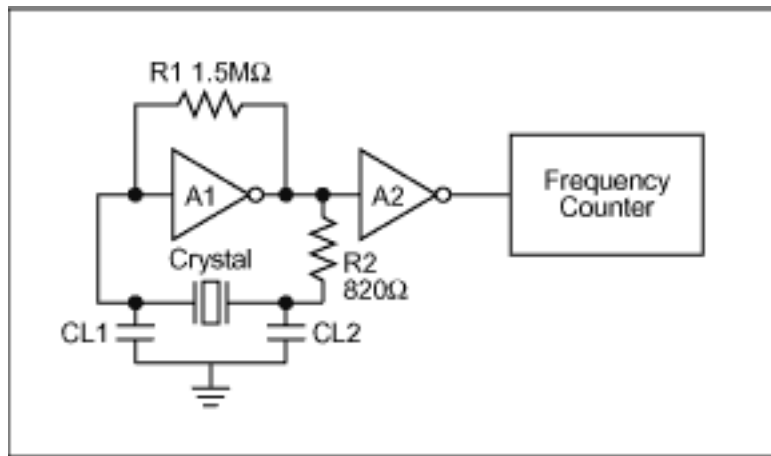 R1 1.5MΩ
A1
A2
Frequency
Counter
Crystal
R2
820Ω
CL1
CL2